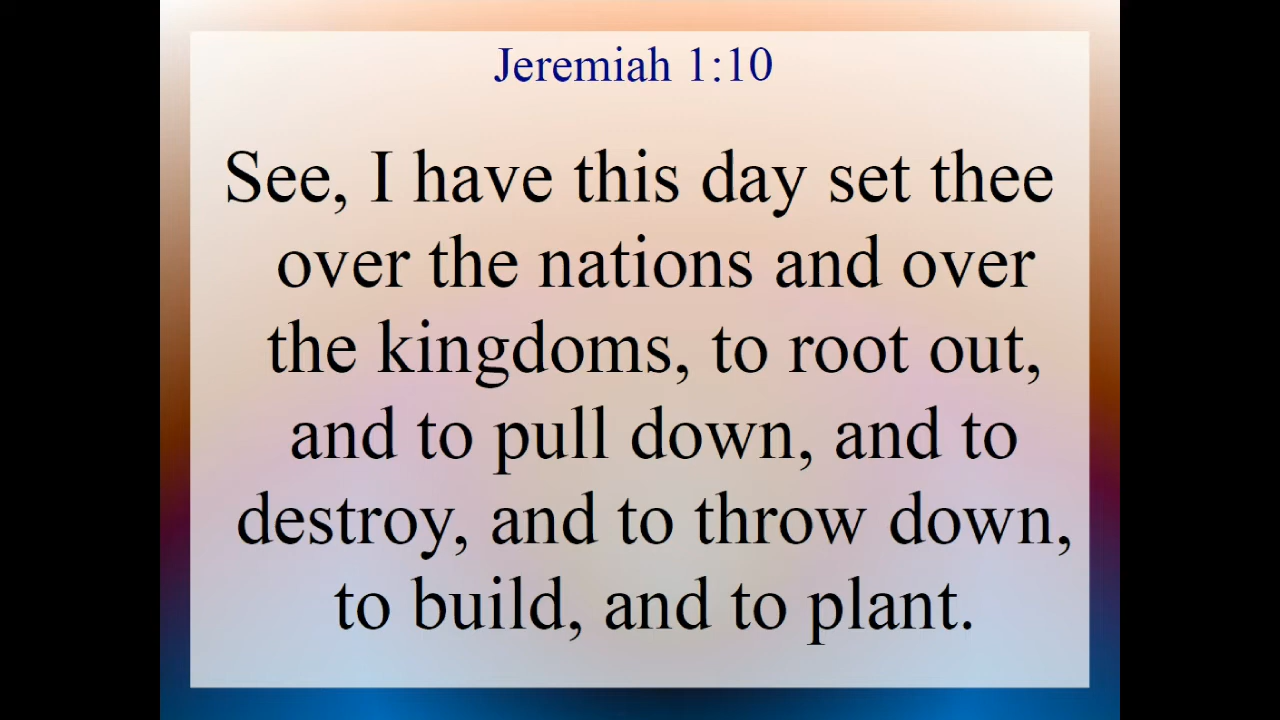 Jeremiah 1:10
See, I have this day set thee
over the nations and over
the kingdoms, to root out,
and to pull down, and to
destroy, and to throw down,
to build, and to plant.